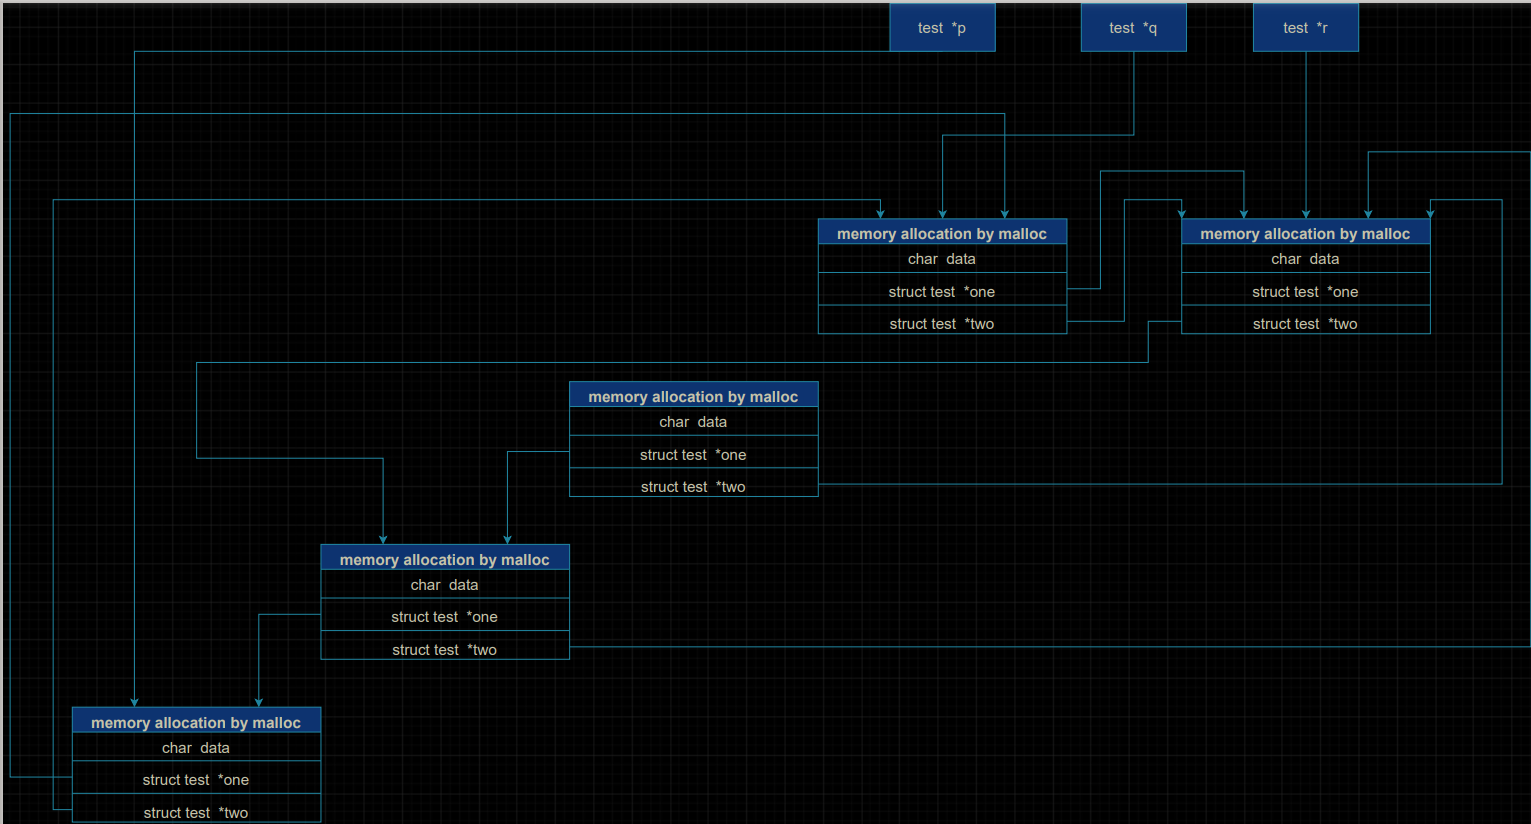 test *p
test *q
test *r
memory allocation by malloc
char data
struct test *one
struct test *two
memory allocation by malloc
char data
struct test *one
struct test *two
memory allocation by malloc
char data
struct test *one
struct test *two
memory allocation by malloc
char data
struct test *one
struct test *two
memory allocation by malloc
char data
struct test *one
struct test *two